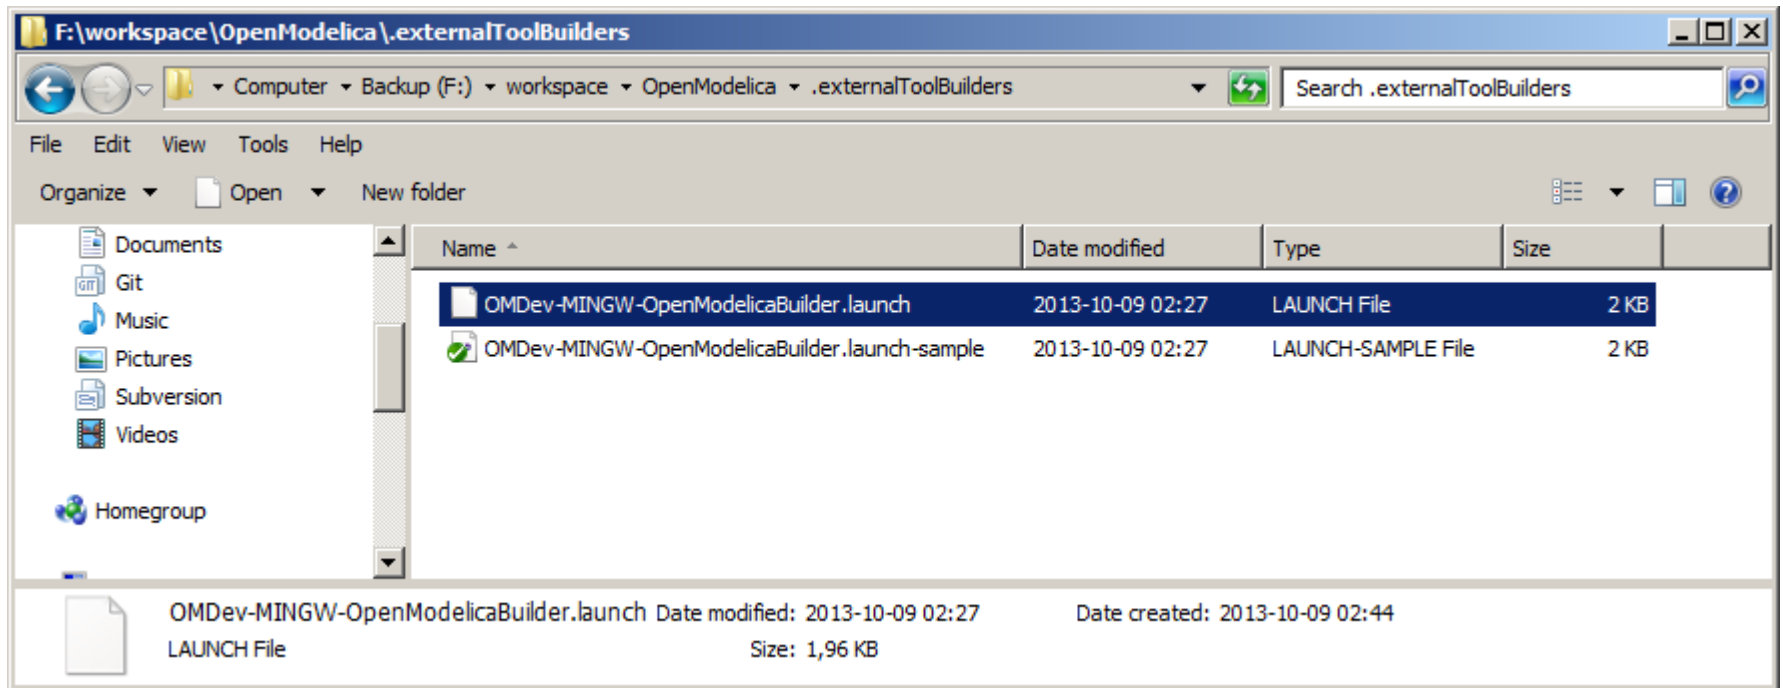 F:\workspace\OpenModelica\.externalToolBuilders
Computer Backup (F:) workspace OpenModelica .externalToolBuilders Search .externalToolBuilders
File Edit View Tools Help
Organize Open New folder
Documents
Git
Music
Pictures
Subversion
Videos
Homegroup
Name Date modified Type Size
OMDev-MINGW-OpenModelicaBuilder.launch 2013-10-09 02:27 LAUNCH File 2 KB
OMDev-MINGW-OpenModelicaBuilder.launch-sample 2013-10-09 02:27 LAUNCH-SAMPLE File 2 KB
OMDev-MINGW-OpenModelicaBuilder.launch Date modified: 2013-10-09 02:27 Date created: 2013-10-09 02:44
LAUNCH File Size: 1,96 KB